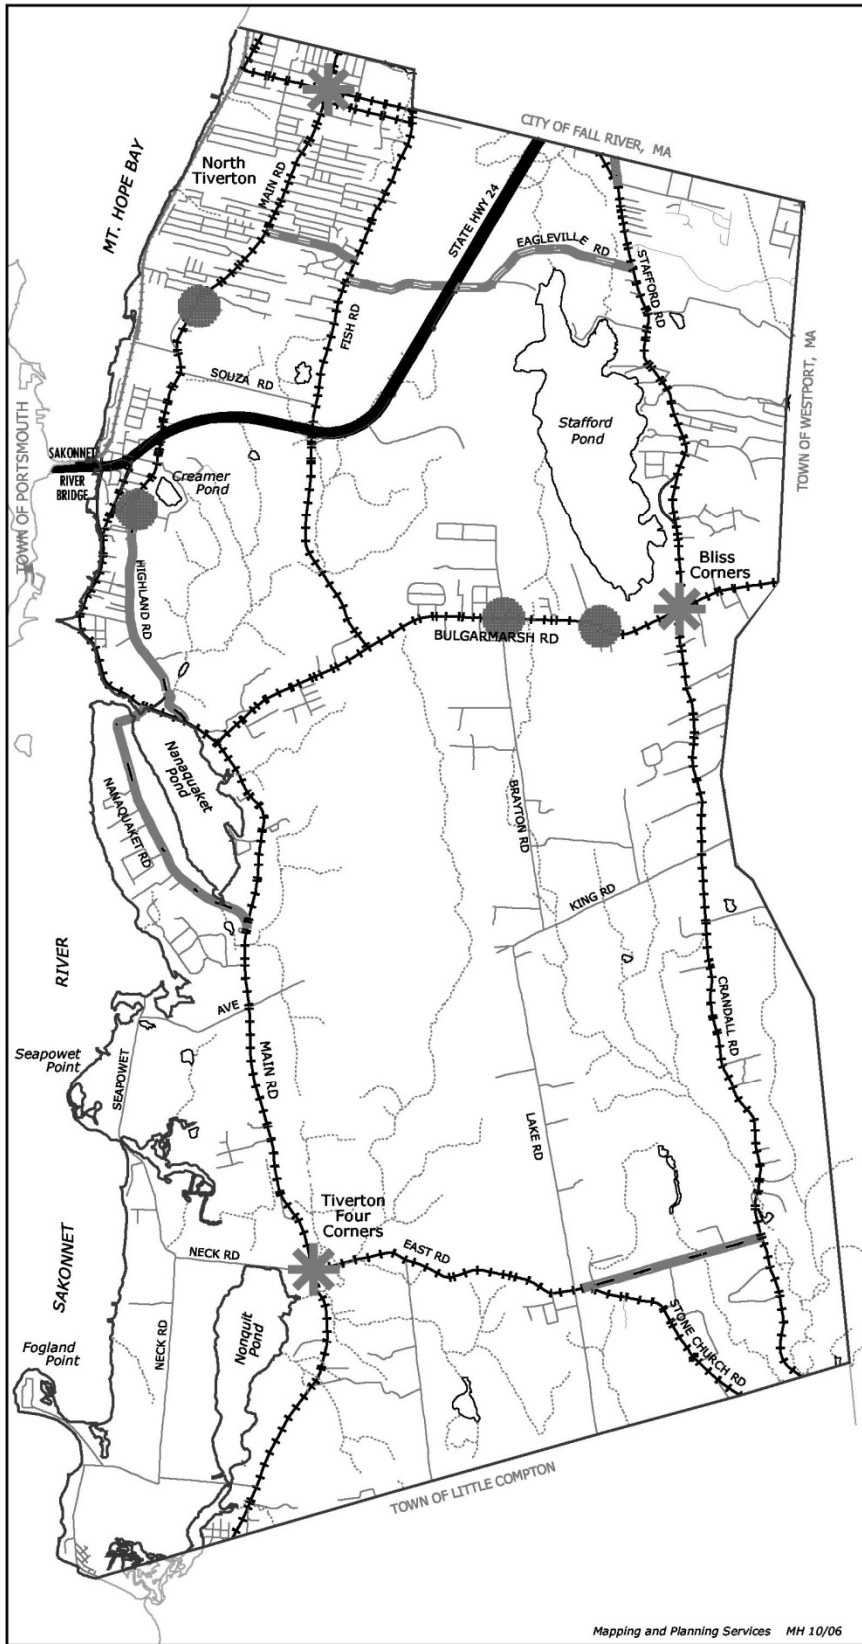 CITY OF FALL RIVER, MA
MT. HOPE BAY
North
Tiverton
MAIN RD
STATE HWY 24
EAGLEVILLE RD
STAFFORD RD
FISH RD
SOUZA RD
TOWN OF PORTSMOUTH
TOWN OF WESTPORT, MA
Stafford
Pond
SAKONNET
RIVER
BRIDGE
Creamer
Pond
HIGHLAND RD
Bliss
Corners
BULGARMARSH RD
Nanaquaket
Pond
NANAQUAKET RD
BRAYTON RD
KING RD
RIVER
AVE
CRANDALL RD
Seapowet
Point
SEAPOWET
MAIN RD
LAKE RD
Tiverton
Four
Corners
SAKONNET
NECK RD
EAST RD
Fogland
Point
NECK RD
Nonquit
Pond
STONE CHURCH RD
TOWN OF LITTLE COMPTON
Mapping and Planning Services MH 10/06